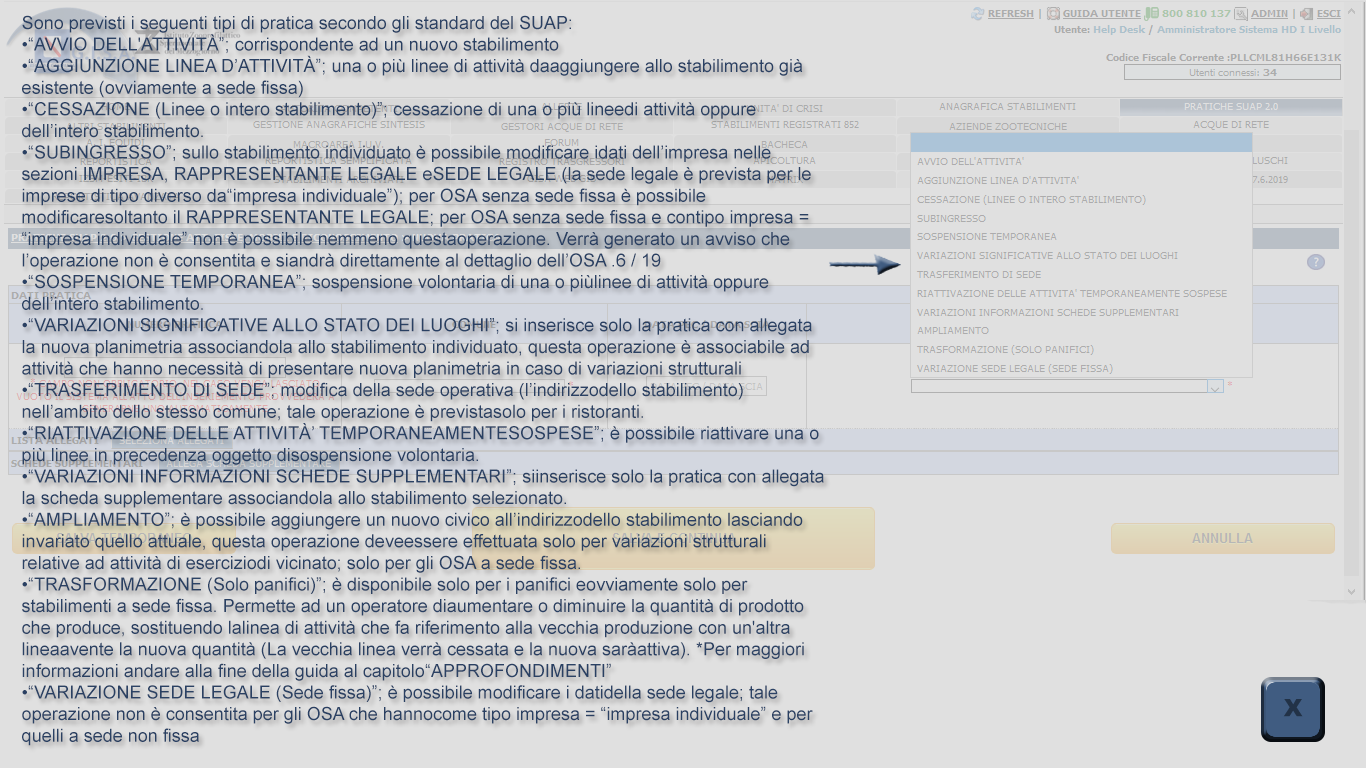 Sono previsti i seguenti tipi di pratica secondo gli standard del SUAP:
•“AVVIO DELL'ATTIVITÀ”; corrispondente ad un nuovo stabilimento
•“AGGIUNZIONE LINEA D’ATTIVITÀ”; una o più linee di attività daaggiungere allo stabilimento già
esistente (ovviamente a sede fissa)
•“CESSAZIONE (Linee o intero stabilimento)”; cessazione di una o più lineedi attività oppure
dell’intero stabilimento.
•“SUBINGRESSO”; sullo stabilimento individuato è possibile modificare idati dell’impresa nelle
sezioni IMPRESA, RAPPRESENTANTE LEGALE eSEDE LEGALE (la sede legale è prevista per le
imprese di tipo diverso da“impresa individuale”); per OSA senza sede fissa è possibile
modificaresoltanto il RAPPRESENTANTE LEGALE; per OSA senza sede fissa e contipo impresa =
“impresa individuale” non è possibile nemmeno questaoperazione. Verrà generato un avviso che
l’operazione non è consentita e siandrà direttamente al dettaglio dell’OSA .6 / 19
•“SOSPENSIONE TEMPORANEA”; sospensione volontaria di una o piùlinee di attività oppure
dell’intero stabilimento.
•“VARIAZIONI SIGNIFICATIVE ALLO STATO DEI LUOGHI”; si inserisce solo la pratica con allegata
la nuova planimetria associandola allo stabilimento individuato, questa operazione è associabile ad
attività che hanno necessità di presentare nuova planimetria in caso di variazioni strutturali
•“TRASFERIMENTO DI SEDE”: modifica della sede operativa (l’indirizzodello stabilimento)
nell’ambito dello stesso comune; tale operazione è previstasolo per i ristoranti.
•“RIATTIVAZIONE DELLE ATTIVITÀ’ TEMPORANEAMENTESOSPESE”; è possibile riattivare una o
più linee in precedenza oggetto disospensione volontaria.
•“VARIAZIONI INFORMAZIONI SCHEDE SUPPLEMENTARI”; siinserisce solo la pratica con allegata
la scheda supplementare associandola allo stabilimento selezionato.
•“AMPLIAMENTO”; è possibile aggiungere un nuovo civico all’indirizzodello stabilimento lasciando
invariato quello attuale, questa operazione deveessere effettuata solo per variazioni strutturali
relative ad attività di eserciziodi vicinato; solo per gli OSA a sede fissa.
•“TRASFORMAZIONE (Solo panifici)”; è disponibile solo per i panifici eovviamente solo per
stabilimenti a sede fissa. Permette ad un operatore diaumentare o diminuire la quantità di prodotto
che produce, sostituendo lalinea di attività che fa riferimento alla vecchia produzione con un'altra
lineaavente la nuova quantità (La vecchia linea verrà cessata e la nuova saràattiva). *Per maggiori
informazioni andare alla fine della guida al capitolo“APPROFONDIMENTI”
•“VARIAZIONE SEDE LEGALE (Sede fissa)”; è possibile modificare i datidella sede legale; tale
operazione non è consentita per gli OSA che hannocome tipo impresa = “impresa individuale” e per
quelli a sede non fissa
REFRESH | GUIDA UTENTE 800 810 137 ADMIN | ESCI
Utente: Help Desk / Amministratore Sistema HD I Livello
Codice Fiscale Corrente :PLLCML81H66E131K
Utenti connessi: 34
DI CRISI ANAGRAFICA STABILIMENTI PRATICHE SUAP 2.0
GESTIONE ANAGRAFICHE SINTESIS GESTORI ACQUE DI RETE STABILIMENTI REGISTRATI 852 AZIENDE ZOOTECNICHE ACQUE DI RETE
MACROAREA I.U.V. FORUM BACHECA
REPORTISTICA REPORTISTICA SEMPLIFICATA REGISTRO TRASGRESSORI APICOLTURA LUSCHI
7.6.2019
AVVIO DELL'ATTIVITA'
AGGIUNZIONE LINEA D'ATTIVITA'
CESSAZIONE (LINEE O INTERO STABILIMENTO)
SUBINGRESSO
SOSPENSIONE TEMPORANEA
VARIAZIONI SIGNIFICATIVE ALLO STATO DEI LUOGHI
TRASFERIMENTO DI SEDE
RIATTIVAZIONE DELLE ATTIVITA' TEMPORANEAMENTE SOSPESE
VARIAZIONI INFORMAZIONI SCHEDE SUPPLEMENTARI
AMPLIAMENTO
TRASFORMAZIONE (SOLO PANIFICI)
VARIAZIONE SEDE LEGALE (SEDE FISSA)
?
*
DATI PRATICA
LISTA ALLEGATI
SCHEDE SUPPLEMENTARI
ANNULLA
X